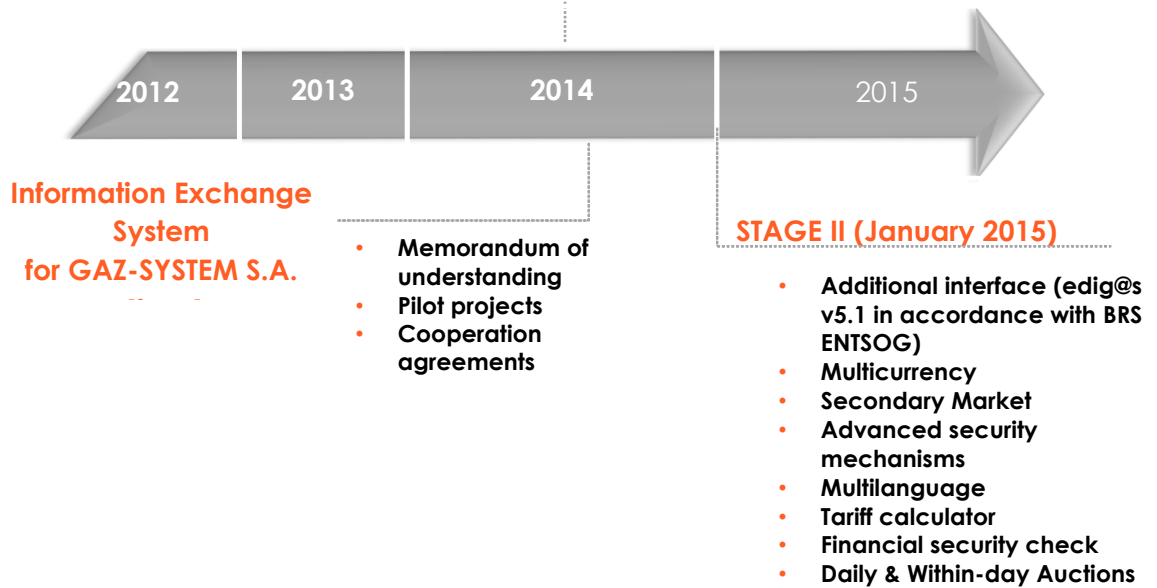 2012
2013
2014
2015
Information Exchange
System
for GAZ-SYSTEM S.A.
• Memorandum of
understanding
• Pilot projects
• Cooperation
agreements
STAGE II (January 2015)
• Additional interface (edig@s
v5.1 in accordance with BRS
ENTSOG)
• Multicurrency
• Secondary Market
• Advanced security
mechanisms
• Multilanguage
• Tariff calculator
• Financial security check
• Daily & Within-day Auctions